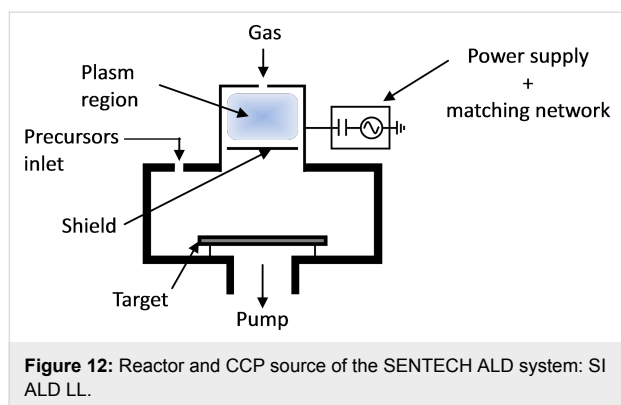 Gas
Plasm
region
Power supply
+
matching network
Precursors
inlet
Shield
Target
Pump
Figure 12: Reactor and CCP source of the SENTECH ALD system: SI
ALD LL.